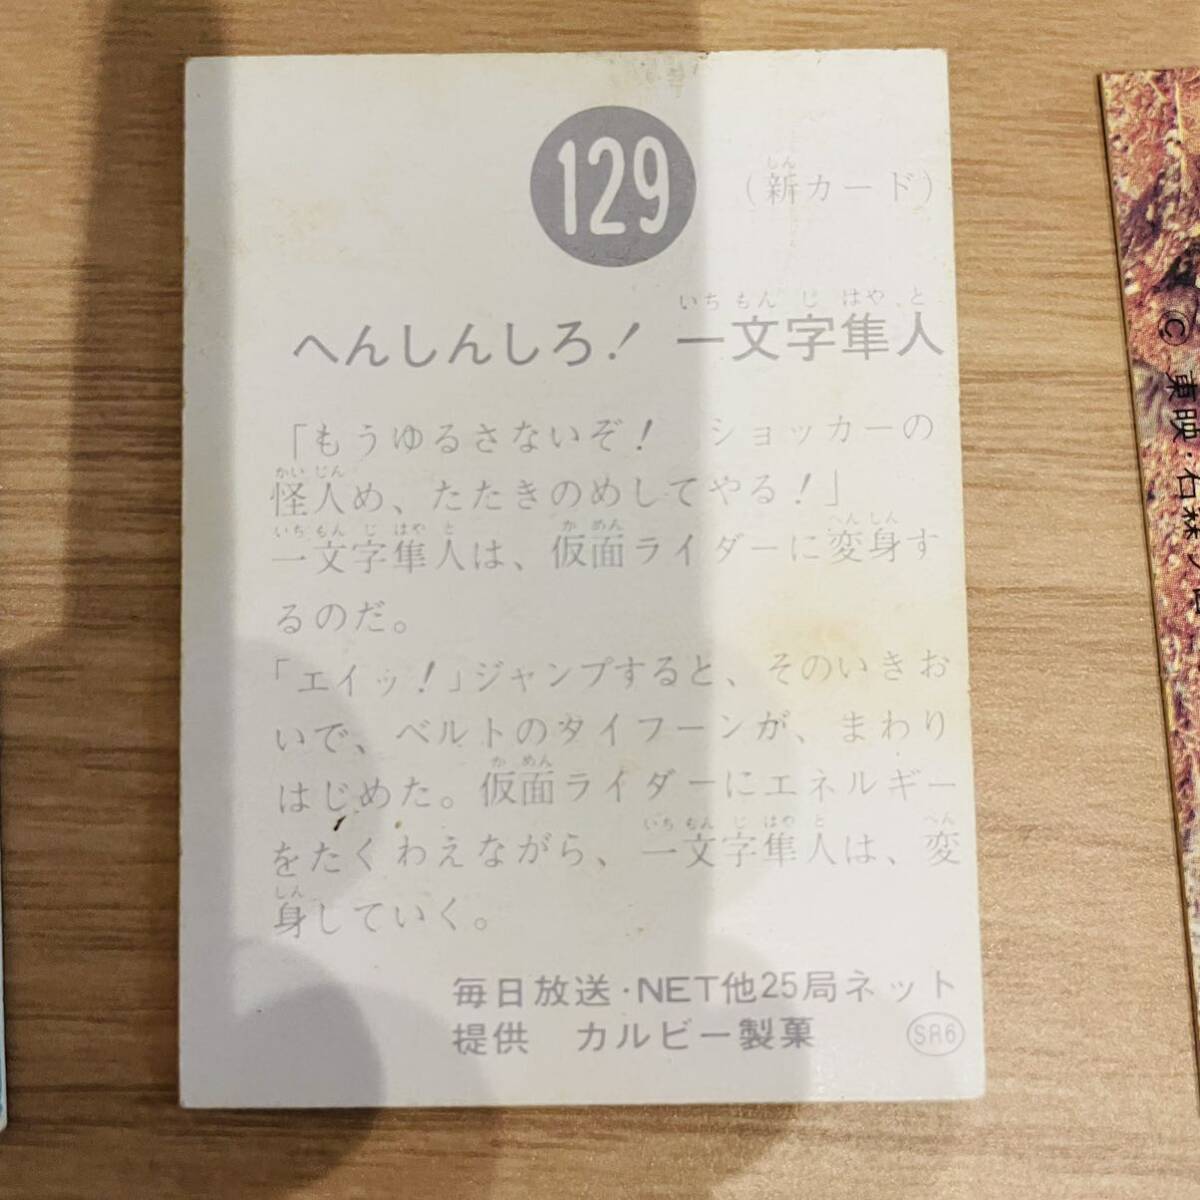 129
(新カード)
しん
いちもんじ はやと
へんしんしろ! 一文字隼人
「もうゆるさないぞ! ショッカーの
かいじん
怪人め、たたきのめしてやる!」
いちもんじ はやと かめん へんしん
一文字隼人は、仮面ライダーに変身す
るのだ。
「エイッ!」ジャンプすると、そのいきお
いで、ベルトのタイフーンが、まわり
かめん
はじめた。仮面ライダーにエネルギー
いちもんじ はやと へん
をたくわえながら、一文字隼人は、変
しん
身していく。
毎日放送・NET他25局ネット
提供 カルビー製菓
SR6
© 東映・石森プロ